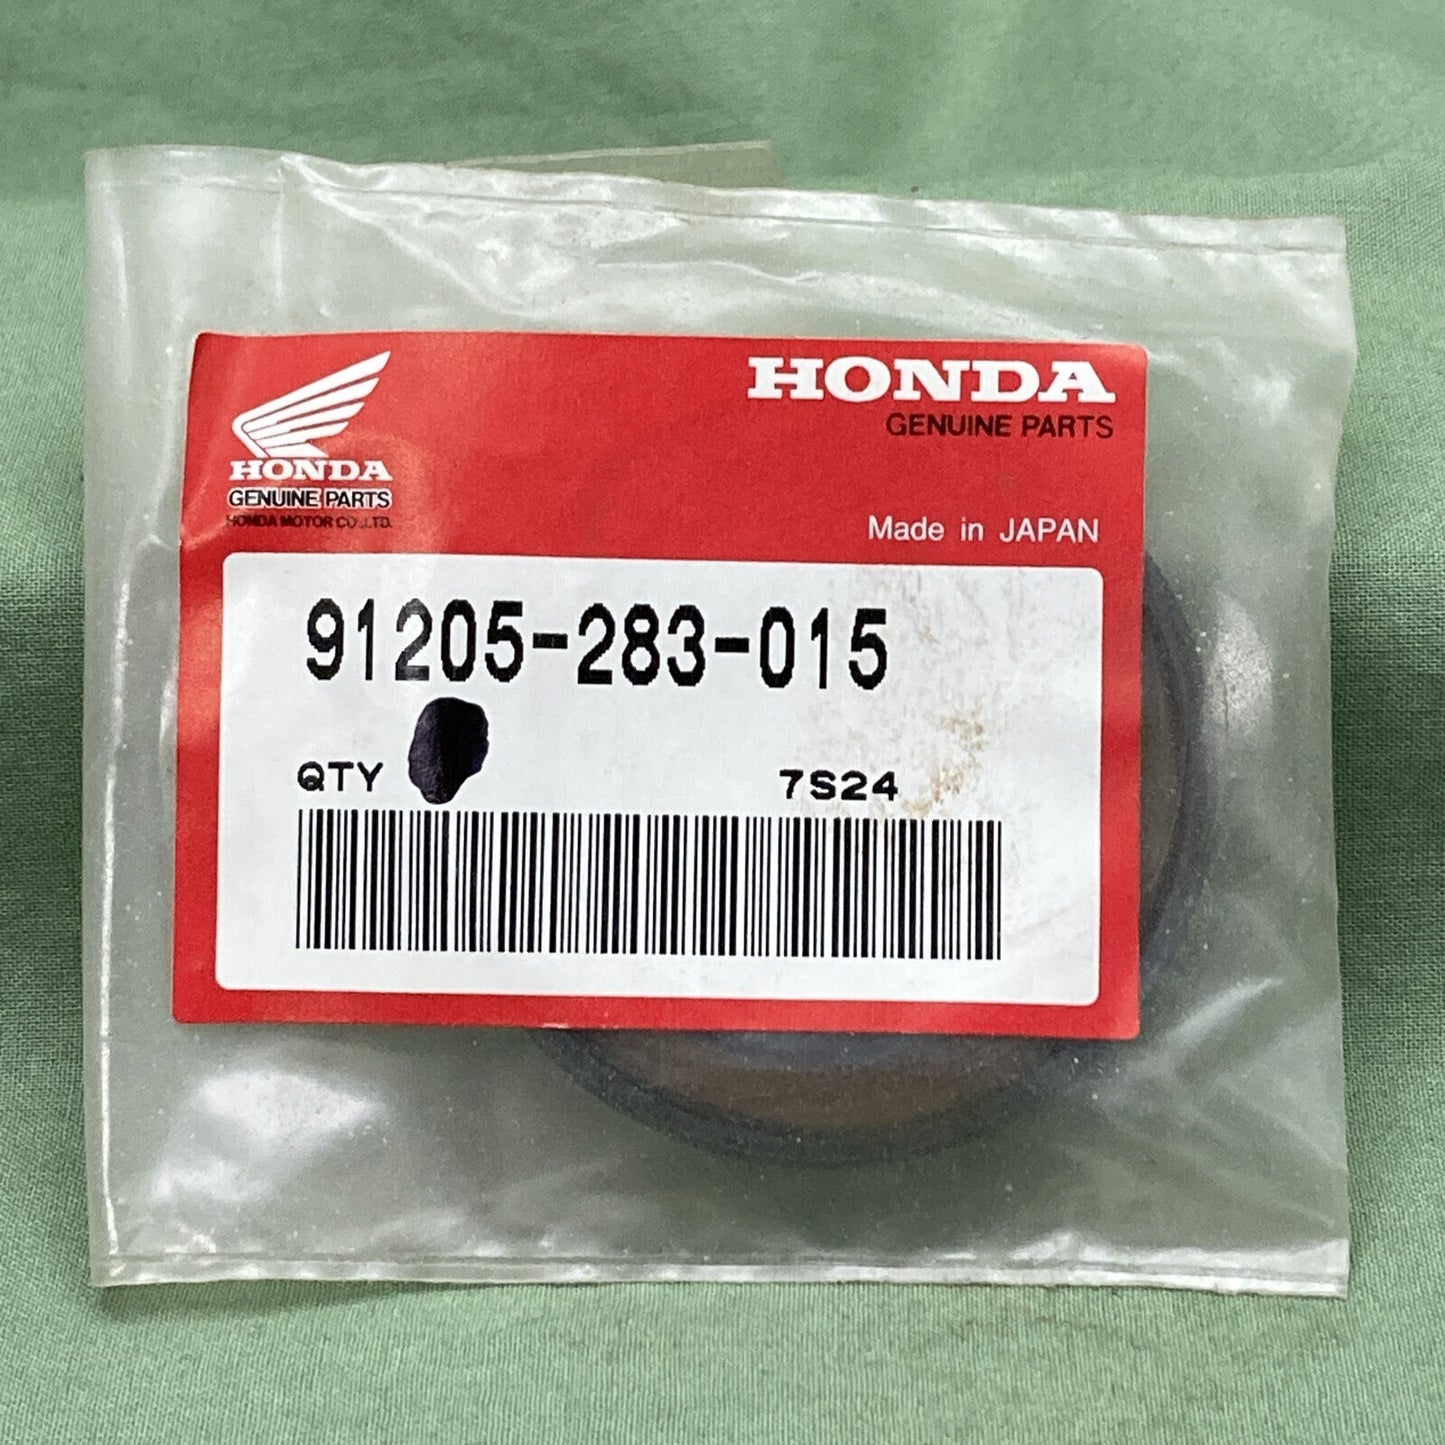 HONDA
GENUINE PARTS
HONDA MOTOR CO.,LTD.
HONDA
GENUINE PARTS
Made in JAPAN
91205-283-015
QTY
7S24